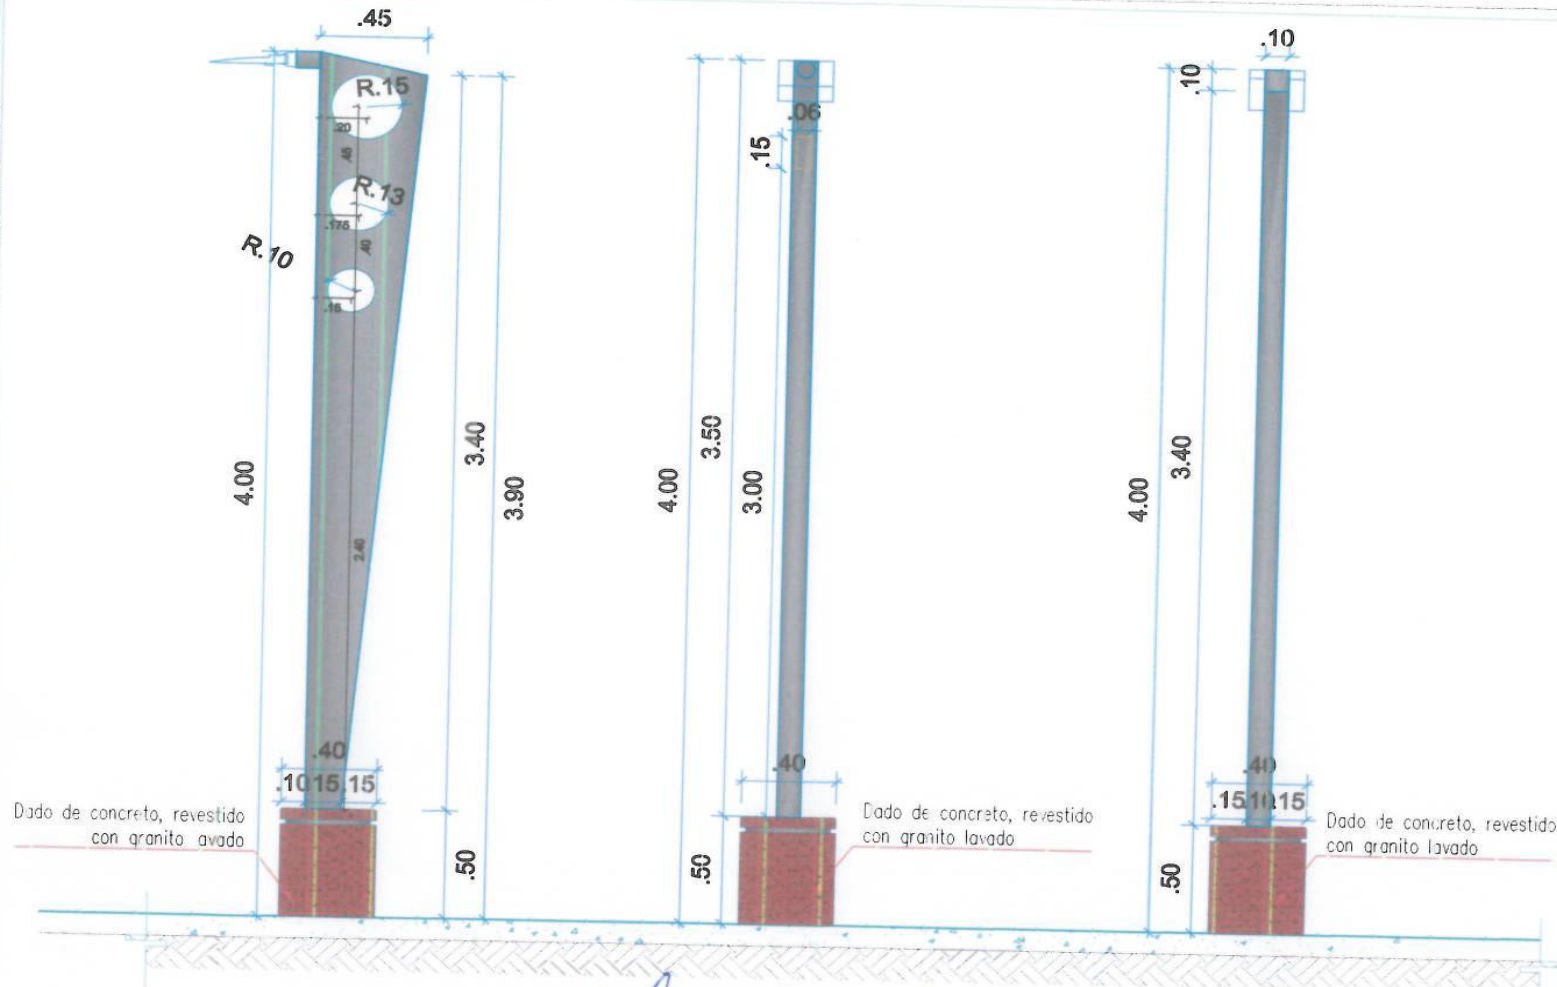 .45
R.15
.20
.45
R.13
.175
.40
R.10
.15
4.00
3.40
3.90
2.40
.40
.10 15 .15
Dado de concreto, revestido
con granito avado
.50
.06
.15
4.00
3.50
3.00
.40
Dado de concreto, revestido
con granito lavado
.50
.10
.10
4.00
3.40
.40
.15 .10 .15
Dado de concreto, revestido
con granito lavado
.50